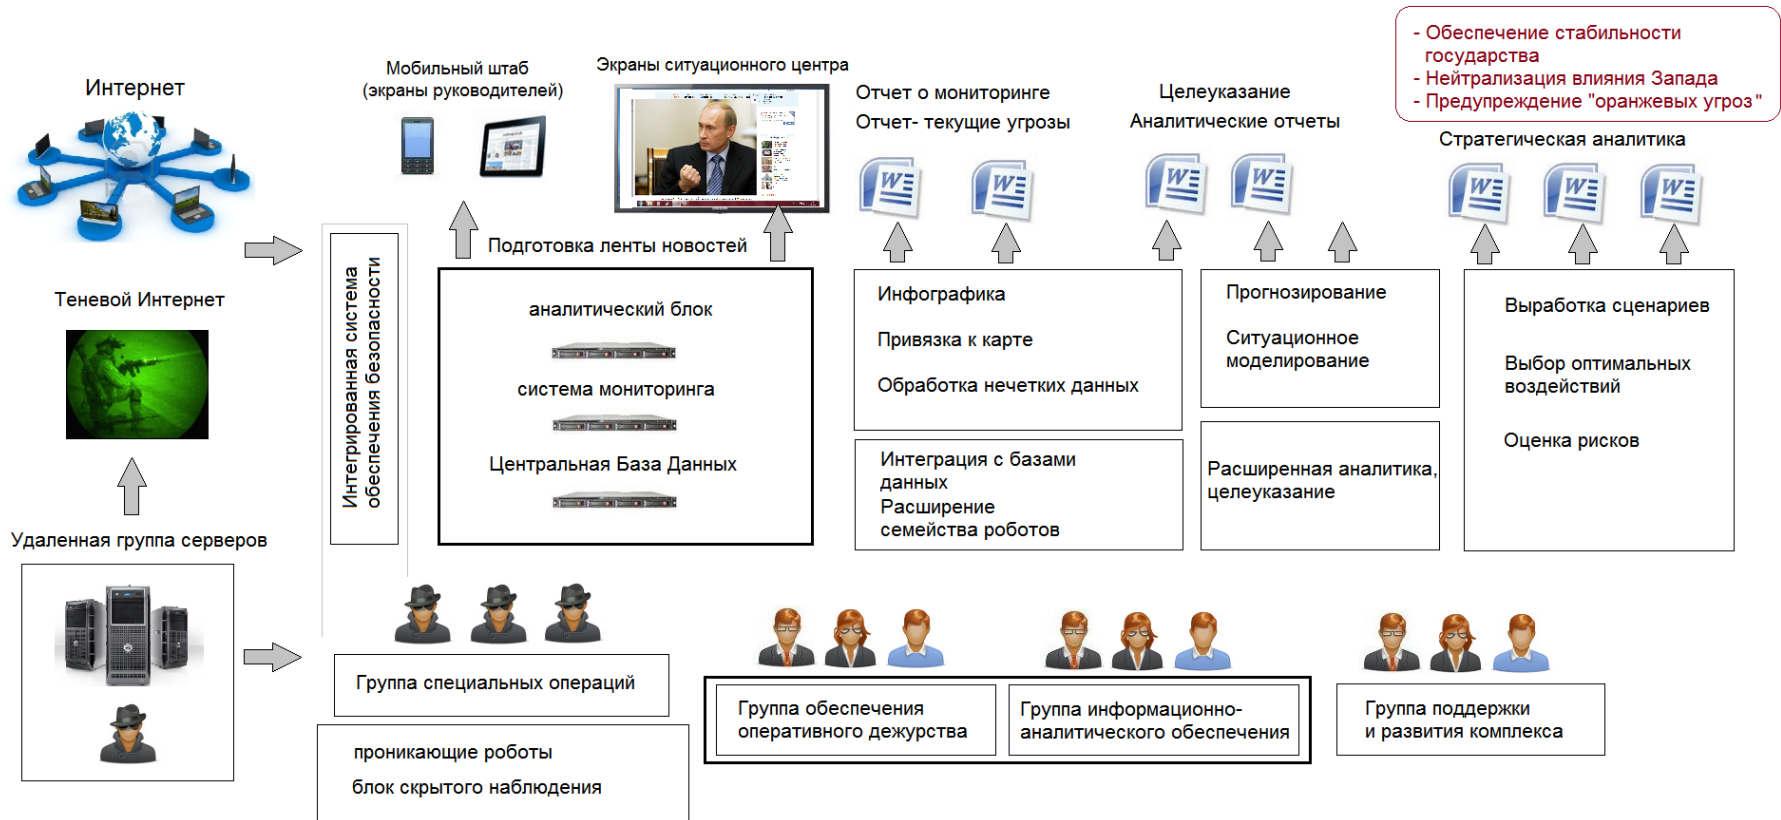 - Обеспечение стабильности
государства
- Нейтрализация влияния Запада
- Предупреждение "оранжевых угроз"
Интернет
Мобильный штаб
(экраны руководителей)
Экраны ситуационного центра
Отчет о мониторинге
Отчет- текущие угрозы
Целеуказание
Аналитические отчеты
Стратегическая аналитика
W
W
W
W
W
W
W
Подготовка ленты новостей
Теневой Интернет
Интегрированная система
обеспечения безопасности
аналитический блок
система мониторинга
Центральная База Данных
Инфографика
Привязка к карте
Обработка нечетких данных
Интеграция с базами
данных
Расширение
семейства роботов
Прогнозирование
Ситуационное
моделирование
Расширенная аналитика,
целеуказание
Выработка сценариев
Выбор оптимальных
воздействий
Оценка рисков
Удаленная группа серверов
Группа специальных операций
проникающие роботы
блок скрытого наблюдения
Группа обеспечения
оперативного дежурства
Группа информационно-
аналитического обеспечения
Группа поддержки
и развития комплекса